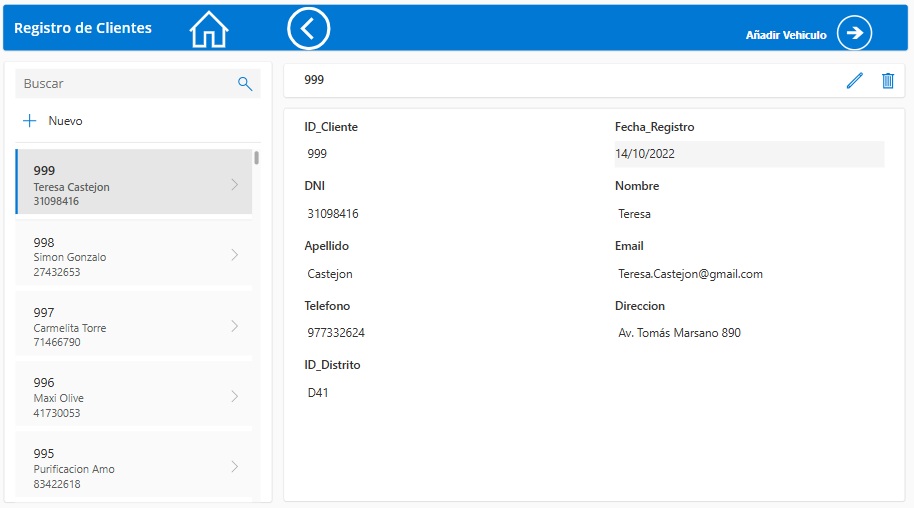 Registro de Clientes
Añadir Vehiculo
Buscar
Nuevo
999
Teresa Castejon
31098416
998
Simon Gonzalo
27432653
997
Carmelita Torre
71466790
996
Maxi Olive
41730053
995
Purificacion Amo
83422618
999
ID_Cliente
999
Fecha_Registro
14/10/2022
DNI
31098416
Nombre
Teresa
Apellido
Castejon
Email
Teresa.Castejon@gmail.com
Telefono
977332624
Direccion
Av. Tomás Marsano 890
ID_Distrito
D41